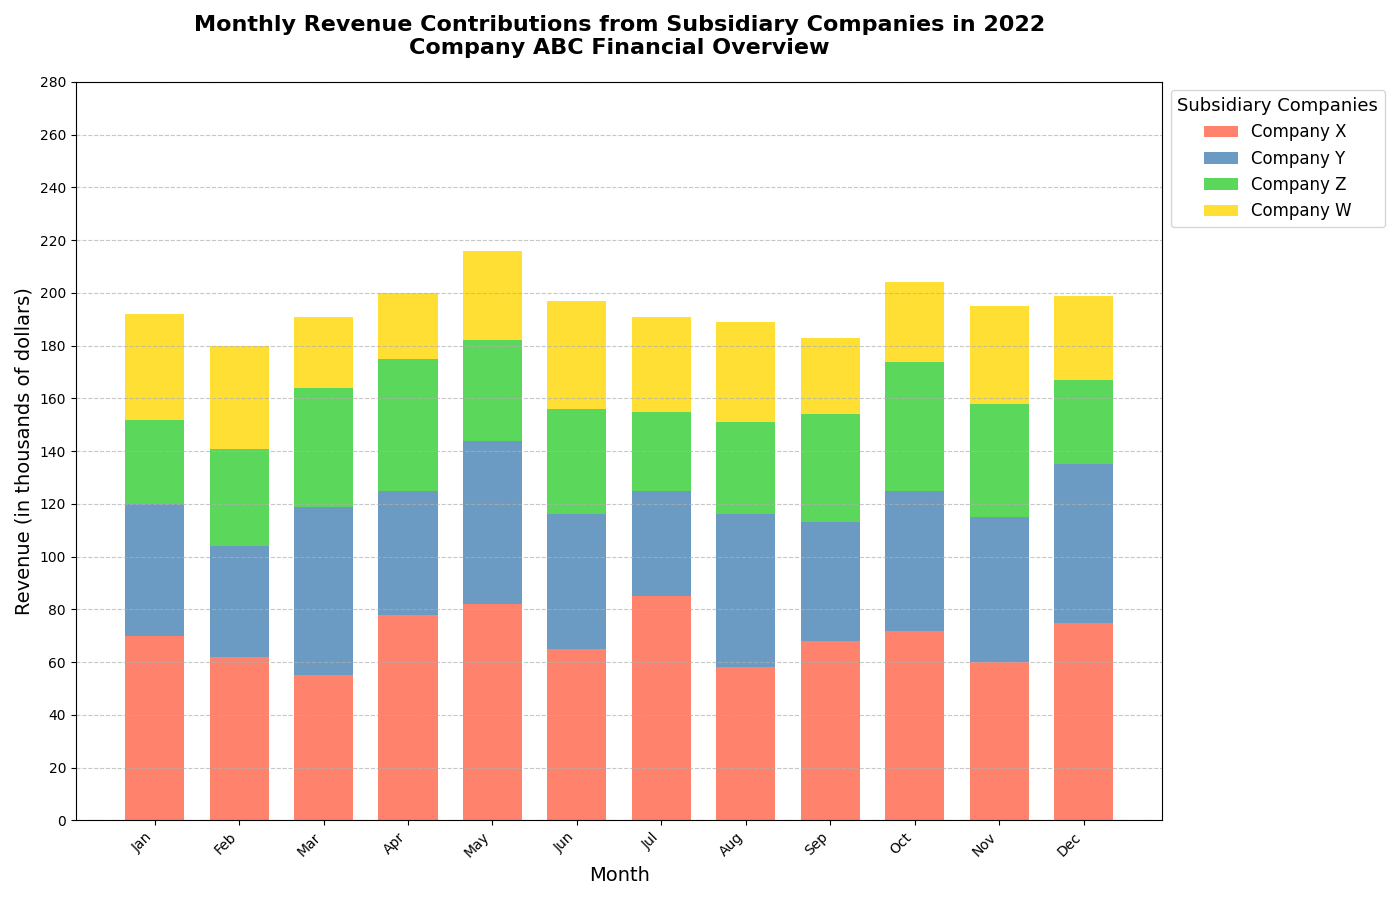 Monthly Revenue Contributions from Subsidiary Companies in 2022
Company ABC Financial Overview
Subsidiary Companies
Company X
Company Y
Company Z
Company W
Revenue (in thousands of dollars)
280
260
240
220
200
180
160
140
120
100
80
60
40
20
0
Jan
Feb
Mar
Apr
May
Jun
Jul
Aug
Sep
Oct
Nov
Dec
Month